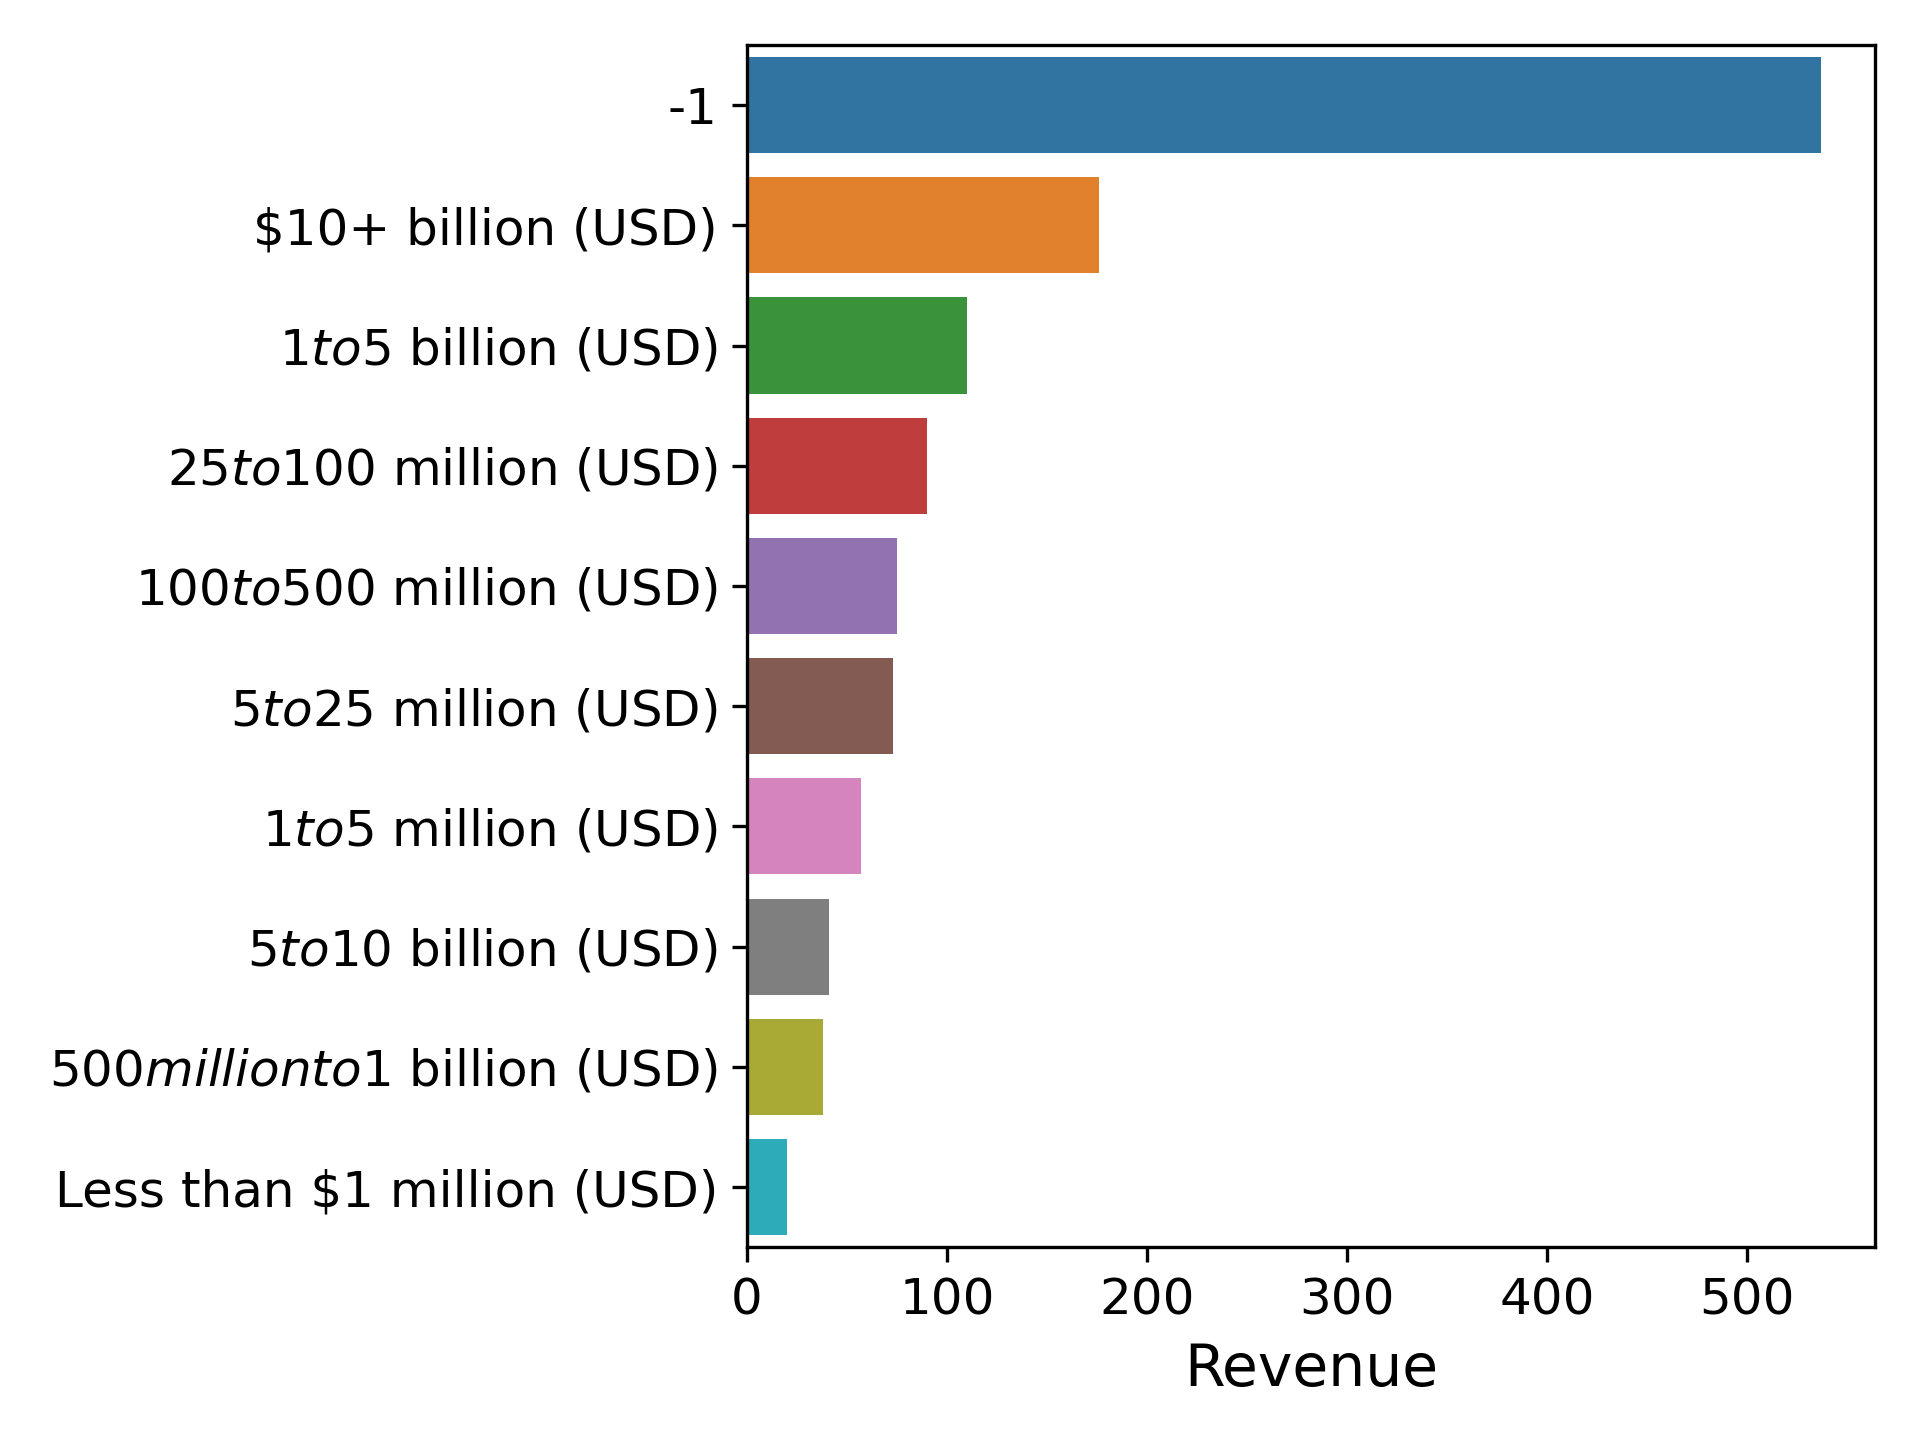 -1
$10+ billion (USD)
1to5 billion (USD)
25to100 million (USD)
100to500 million (USD)
5to25 million (USD)
1to5 million (USD)
5to10 billion (USD)
500millionto1 billion (USD)
Less than $1 million (USD)
0 100 200 300 400 500
Revenue